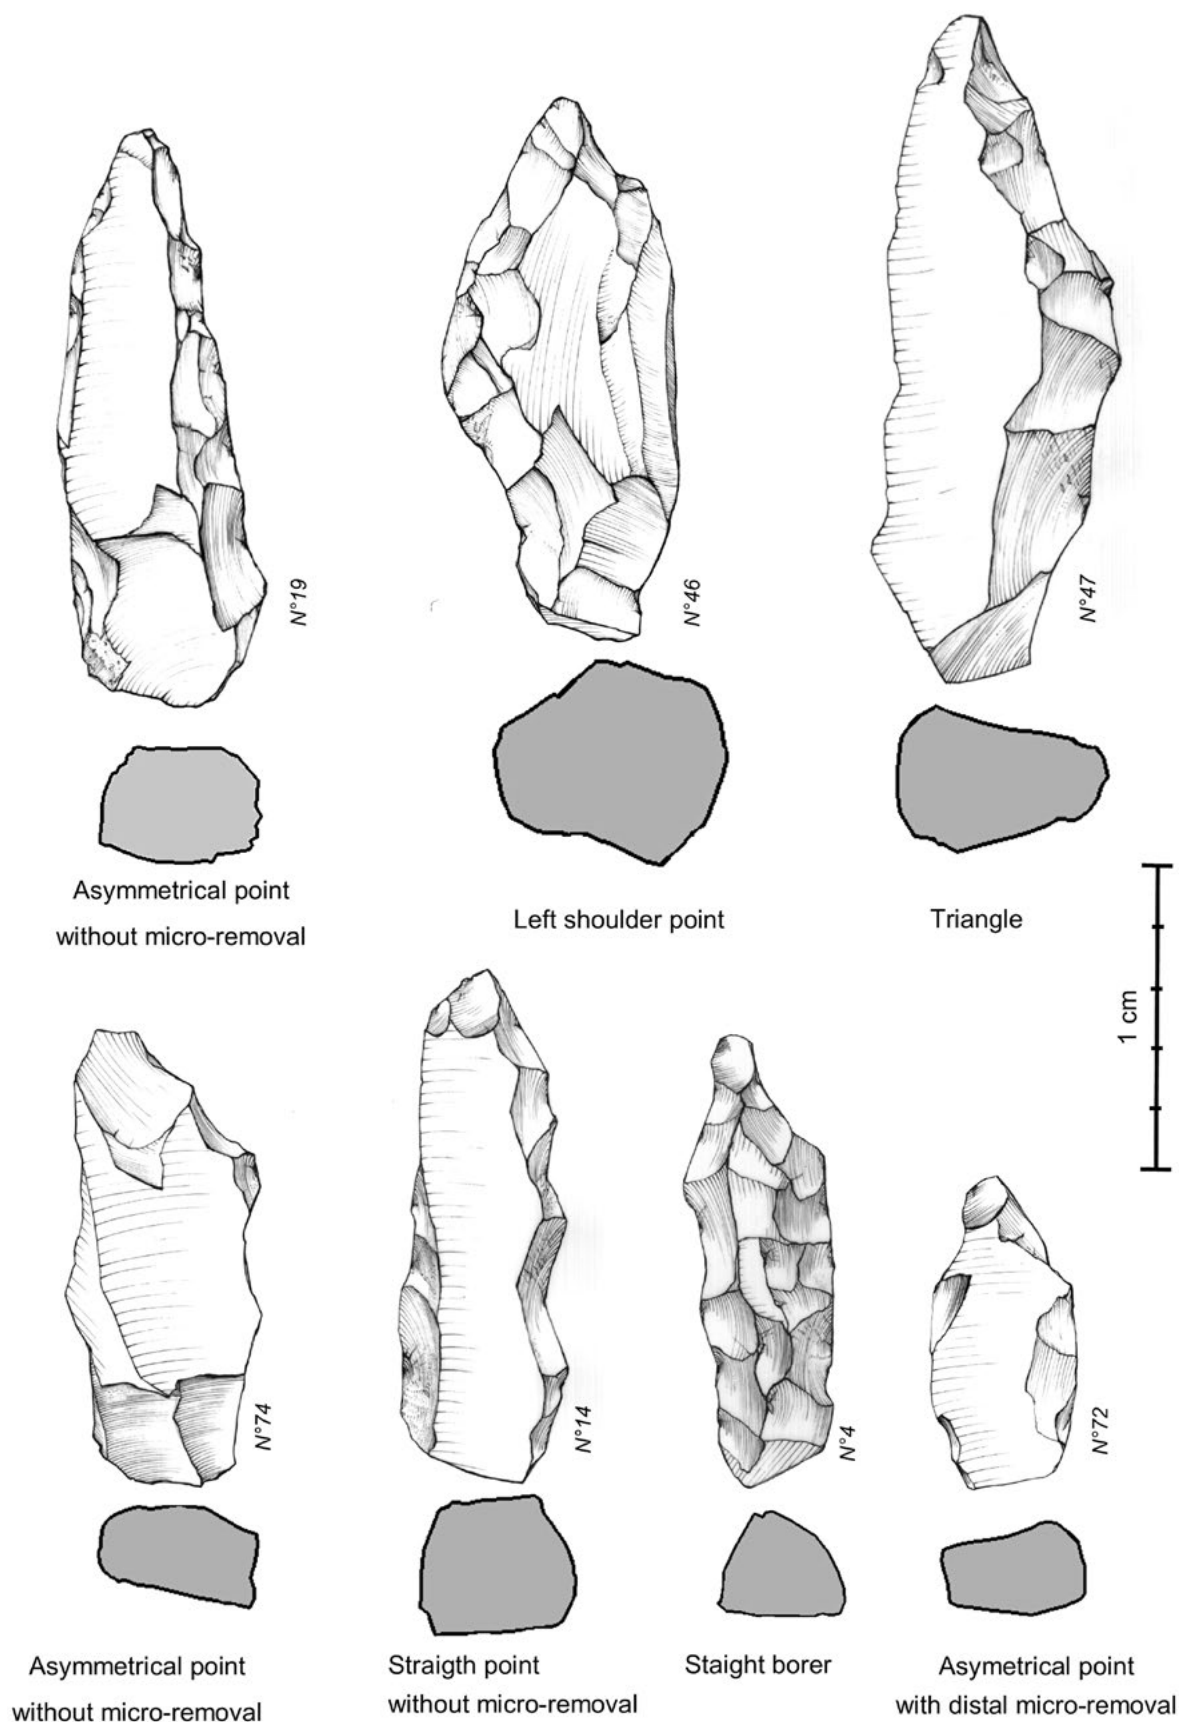 N°19
N°46
N°47
Asymmetrical point
without micro-removal
Left shoulder point
Triangle
1 cm
N°74
N°14
N°4
N°72
Asymmetrical point
without micro-removal
Straigth point
without micro-removal
Staight borer
Asymetrical point
with distal micro-removal